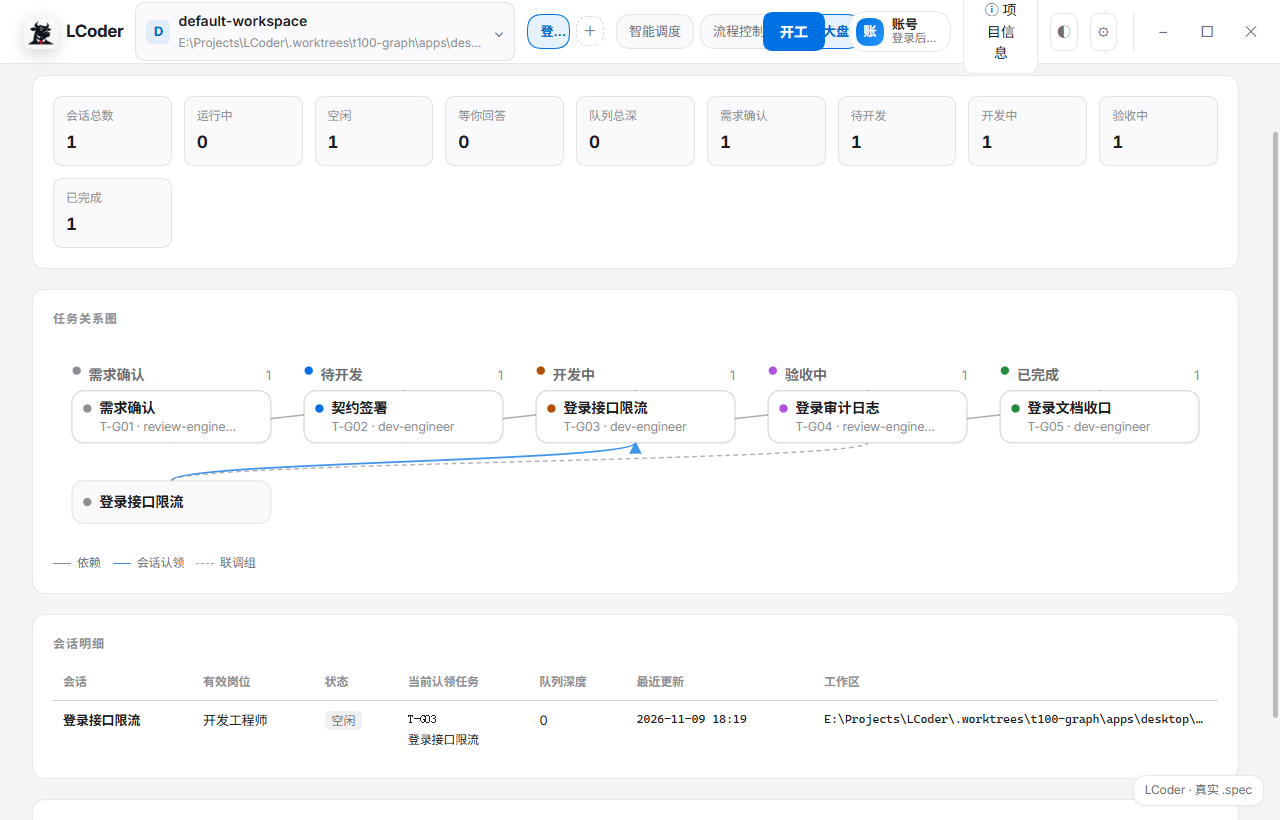 LCoder
D
default-workspace
E:\Projects\LCoder\.worktrees\t100-graph\apps\des...
登...
+
智能调度
流程控制
开工
大盘
账
账号
登录后...
项目信息
会话总数
1
运行中
0
空闲
1
等你回答
0
队列总深
0
需求确认
1
待开发
1
开发中
1
验收中
1
已完成
1
任务关系图
需求确认 1
待开发 1
开发中 1
验收中 1
已完成 1
需求确认
T-G01 · review-engine...
契约签署
T-G02 · dev-engineer
登录接口限流
T-G03 · dev-engineer
登录审计日志
T-G04 · review-engine...
登录文档收口
T-G05 · dev-engineer
登录接口限流
依赖 会话认领 联调组
会话明细
会话 有效岗位 状态 当前认领任务 队列深度 最近更新 工作区
登录接口限流 开发工程师 空闲 T-G03 0 2026-11-09 18:19 E:\Projects\LCoder\.worktrees\t100-graph\apps\desktop\…
登录接口限流
LCoder · 真实 .spec